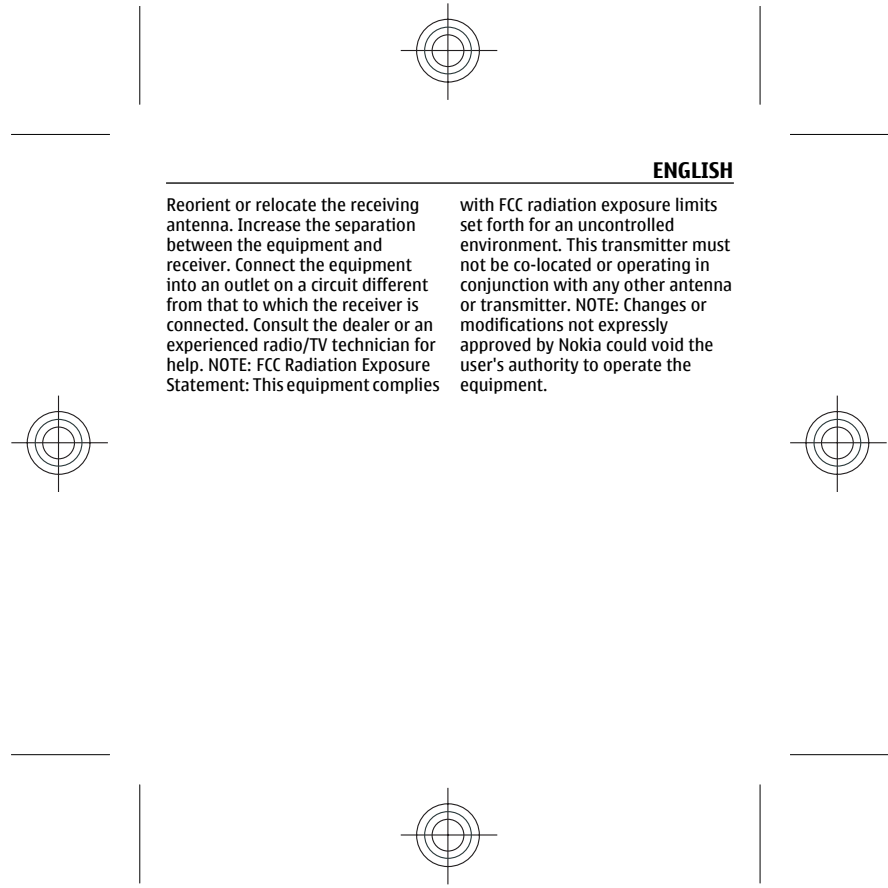 ENGLISH
Reorient or relocate the receiving
antenna. Increase the separation
between the equipment and
receiver. Connect the equipment
into an outlet on a circuit different
from that to which the receiver is
connected. Consult the dealer or an
experienced radio/TV technician for
help. NOTE: FCC Radiation Exposure
Statement: This equipment complies
with FCC radiation exposure limits
set forth for an uncontrolled
environment. This transmitter must
not be co-located or operating in
conjunction with any other antenna
or transmitter. NOTE: Changes or
modifications not expressly
approved by Nokia could void the
user's authority to operate the
equipment.